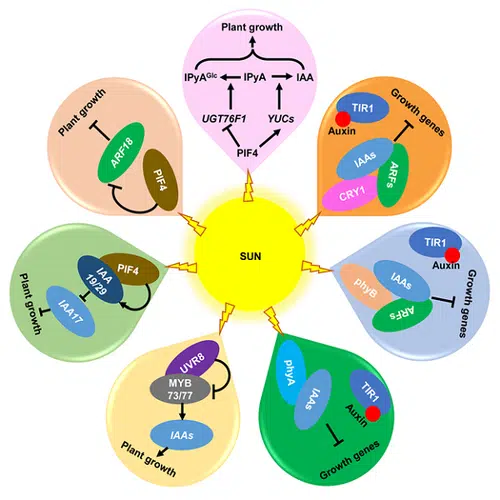 Plant growth
IPyAGlc IPyA IAA
UGT76F1 YUCs
PIF4
TIR1
Auxin
Growth genes
IAAs
ARFs
CRY1
TIR1
Auxin
IAAs
phyB
ARFs
Growth genes
phyA
IAAs
TIR1
Auxin
Growth genes
UVR8
MYB
73/77
IAAs
Plant growth
PIF4
IAA
19/29
IAA17
Plant growth
Plant growth
ARF18
PIF4
SUN